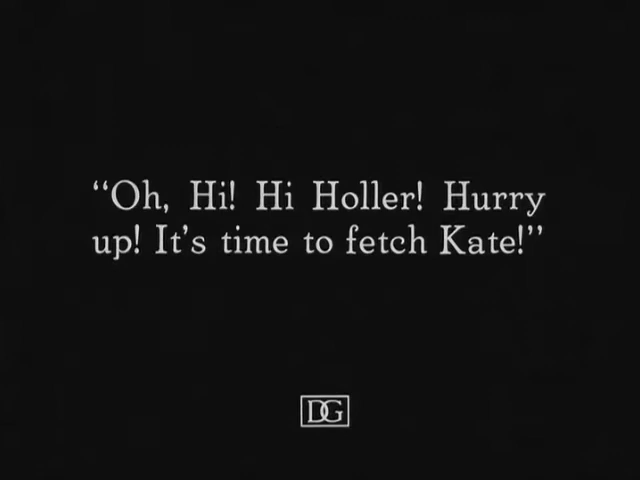 “Oh, Hi! Hi Holler! Hurry
up! It’s time to fetch Kate!”
DG